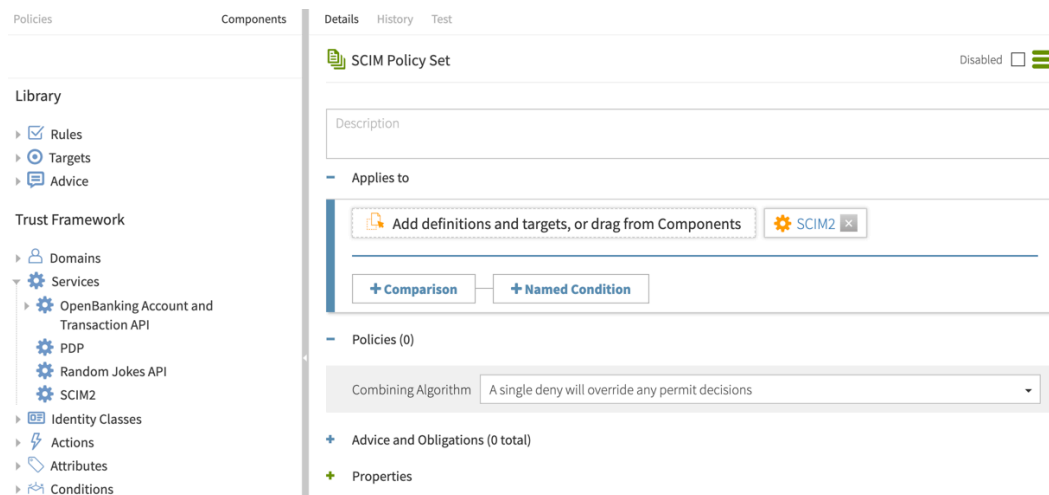 Policies
Components
Library
Rules
Targets
Advice
Trust Framework
Domains
Services
OpenBanking Account and
Transaction API
PDP
Random Jokes API
SCIM2
Identity Classes
Actions
Attributes
Conditions
Details History Test
SCIM Policy Set
Disabled
Description
Applies to
Add definitions and targets, or drag from Components
SCIM2
+ Comparison
+ Named Condition
Policies (0)
Combining Algorithm A single deny will override any permit decisions
Advice and Obligations (0 total)
Properties